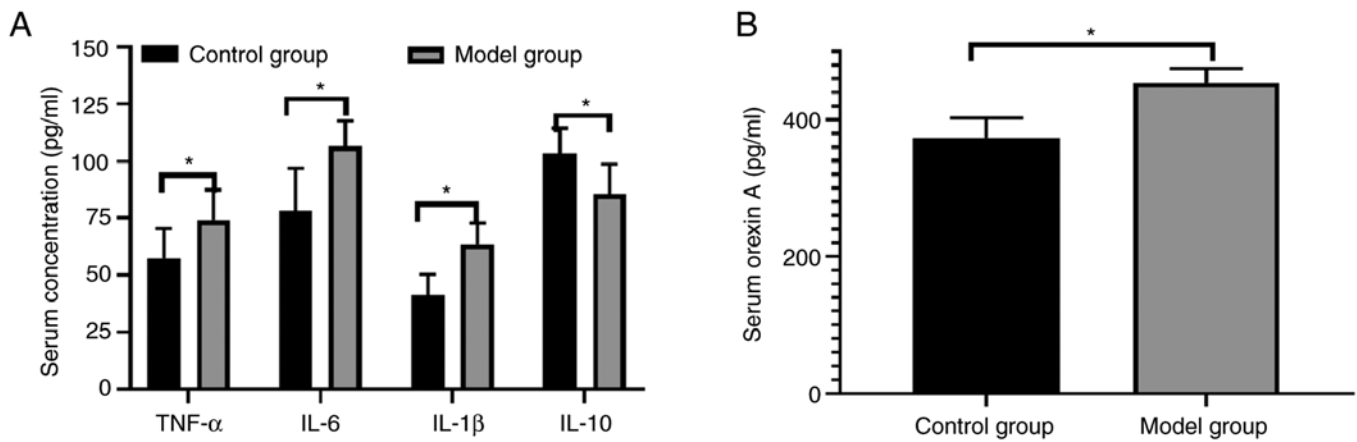 A
Serum concentration (pg/ml)
150
125
100
75
50
25
0
Control group
Model group
*
*
*
*
TNF-α
IL-6
IL-1β
IL-10
B
Serum orexin A (pg/ml)
400
200
0
*
Control group
Model group